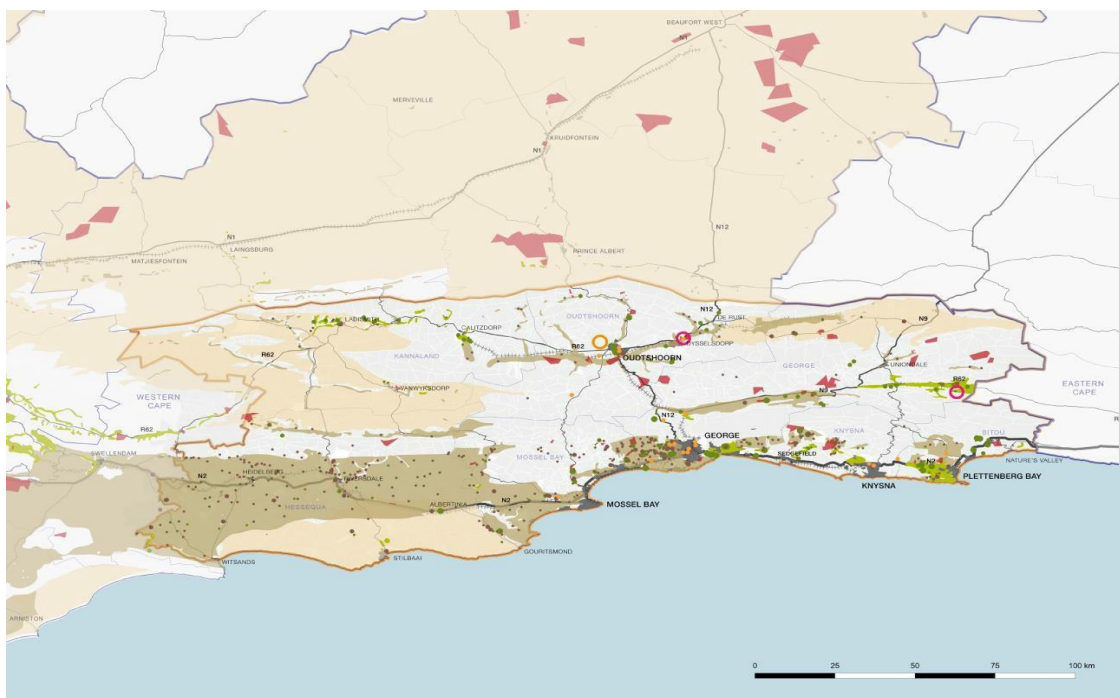 BEAUFORT WEST
N1
MERVEVILLE
KRUIDFONTEIN
N1
N12
N1
LAINGSBURG
PRINCE ALBERT
MATJIESFONTEIN
N12
DE RUST
LADISMITH
OUDTSHOORN
N9
CALITZDORP
R62
DYSSELSDORP
R62
KANNALAND
OUDTSHOORN
GEORGE
UNIONDALE
VANWYKSDORP
R62
WESTERN
CAPE
N9
EASTERN
CAPE
R62
N12
GEORGE
KNYSNA
BITOU
SWELLENDAM
MOSSEL BAY
SEDGEFIELD
NATURE'S VALLEY
HEIDELBERG
N2
N2
RIVERSDALE
PLETTENBERG BAY
KNYSNA
HESSEQUA
ALBERTINIA
N2
MOSSEL BAY
GOURITSMOND
STILBAAI
WITSANDS
ARNISTON
0
25
50
75
100 km